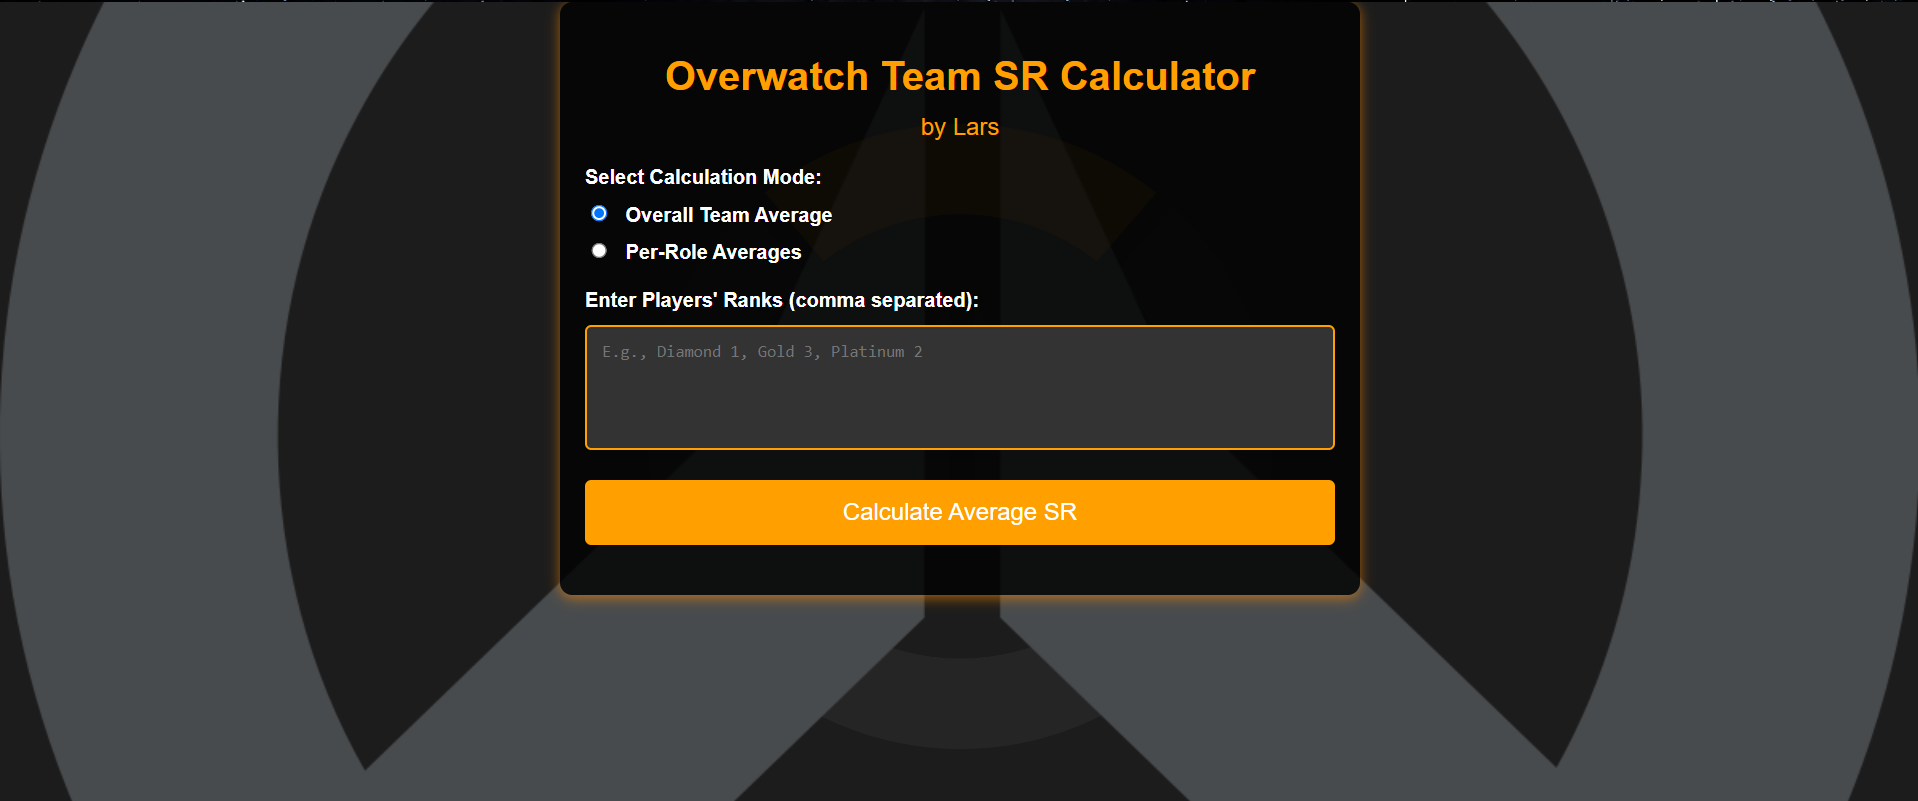 Overwatch Team SR Calculator
by Lars
Select Calculation Mode:
Overall Team Average
Per-Role Averages
Enter Players' Ranks (comma separated):
E.g., Diamond 1, Gold 3, Platinum 2
Calculate Average SR